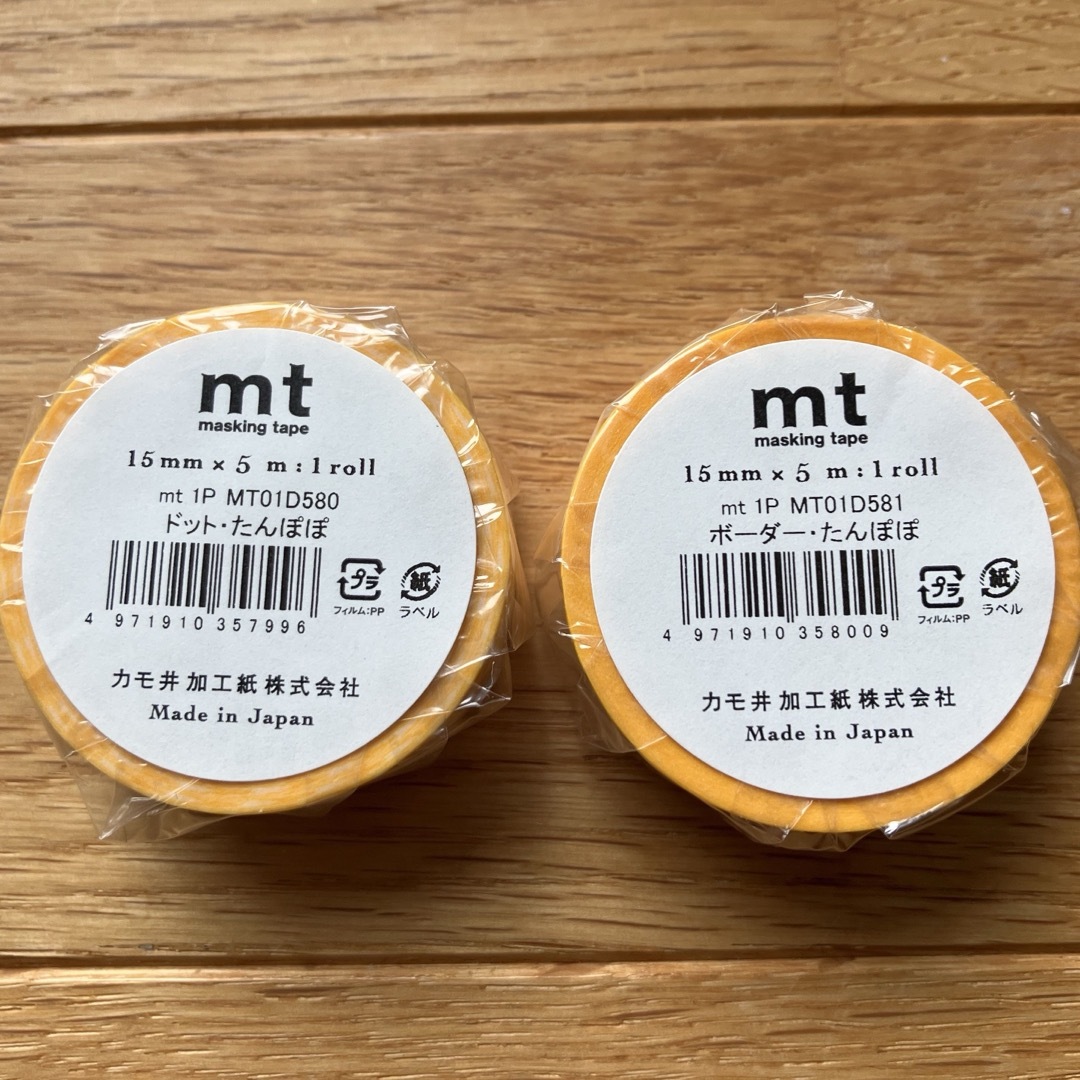 mt
masking tape
15mm × 5 m : 1 roll
mt 1P MT01D580
ドット・たんぽぽ
プラ
フィルム:PP
紙
ラベル
4 971910 357996
カモ井加工紙株式会社
Made in Japan
mt
masking tape
15mm × 5 m : 1 roll
mt 1P MT01D581
ボーダー・たんぽぽ
プラ
フィルム:PP
紙
ラベル
4 971910 358009
カモ井加工紙株式会社
Made in Japan